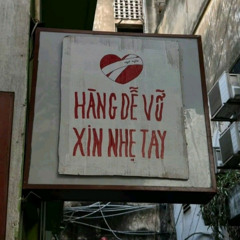 HÀNG DỄ VỠ
XIN NHẸ TAY